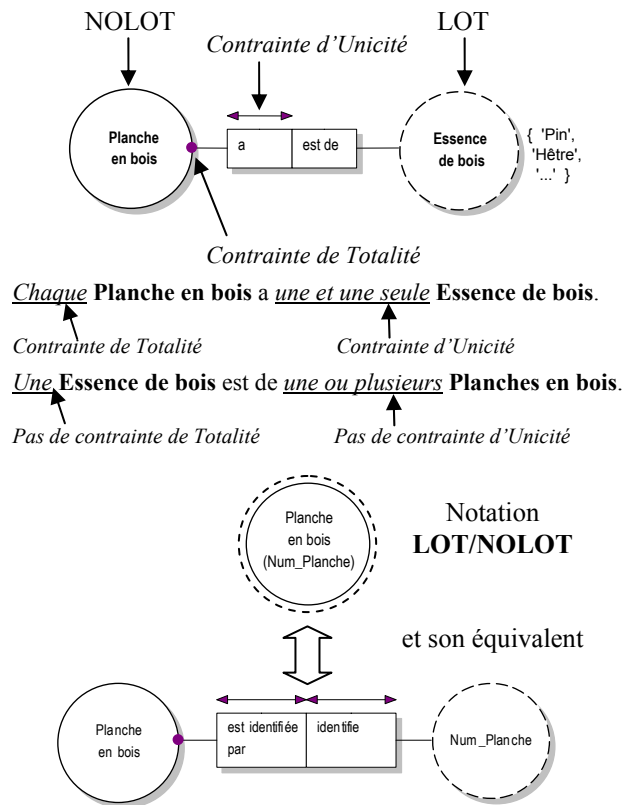 NOLOT
LOT
Contrainte d'Unicité
Planche
en bois
a
est de
Essence
de bois
{ 'Pin',
'Hêtre',
'...' }
Contrainte de Totalité
Chaque Planche en bois a une et une seule Essence de bois.
Contrainte de Totalité
Contrainte d'Unicité
Une Essence de bois est de une ou plusieurs Planches en bois.
Pas de contrainte de Totalité
Pas de contrainte d'Unicité
Planche
en bois
(Num_Planche)
Notation
LOT/NOLOT
et son équivalent
Planche
en bois
est identifiée
par
identifie
Num_Planche